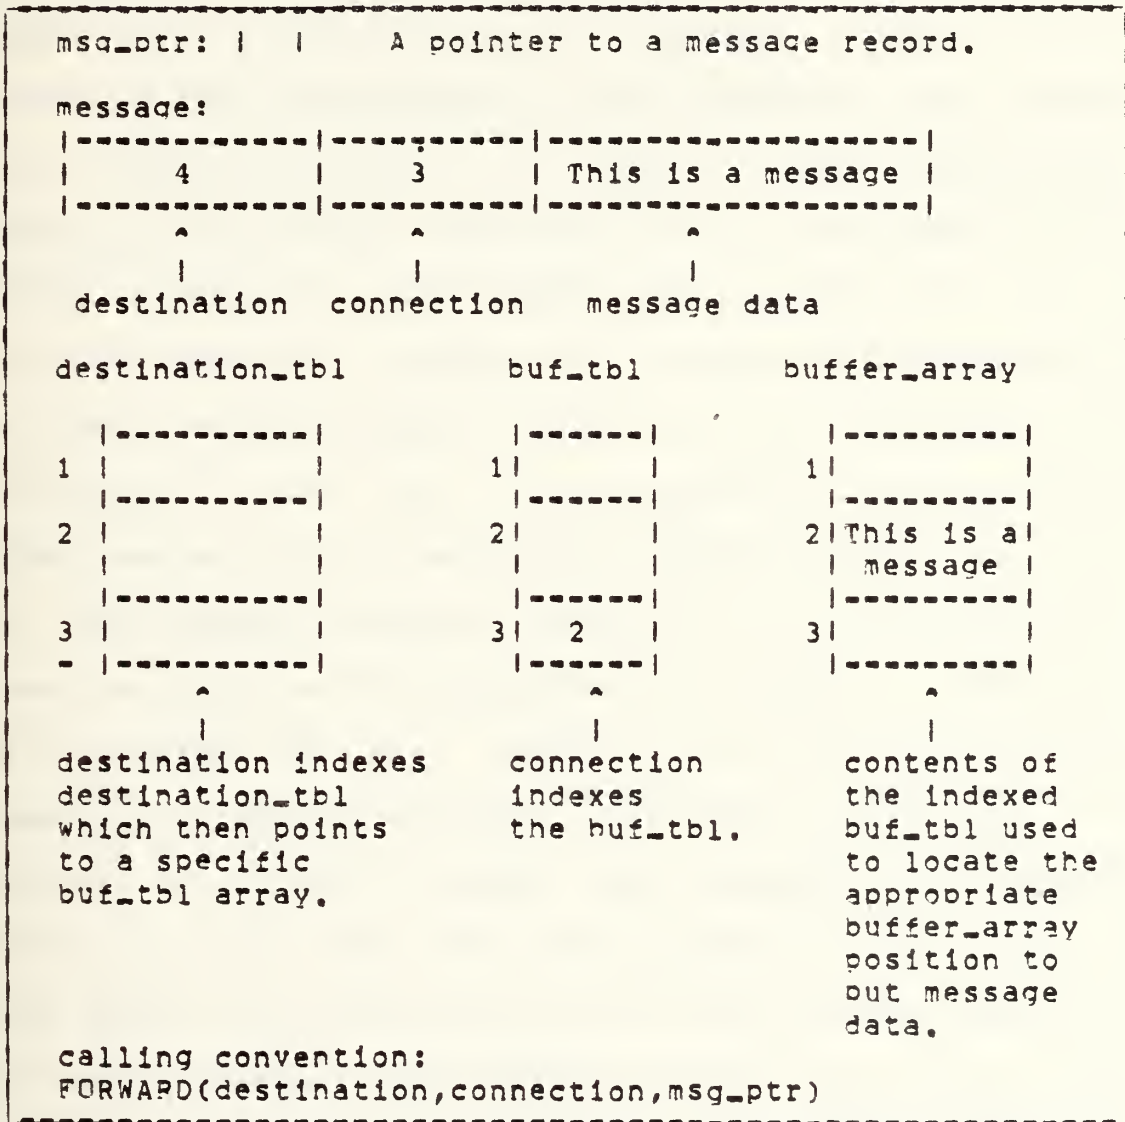 msg_ptr: | | A pointer to a message record.
message:
|-----------|----------|------------------|
| 4 | 3 | This is a message |
|-----------|----------|------------------|
^ ^ ^
| | |
destination connection message data
destination_tbl buf_tbl buffer_array
|----------| |------| |---------|
1 | | 1| | 1| |
|----------| |------| |---------|
2 | | 2| | 2|This is a|
| | | | | message |
|----------| |------| |---------|
3 | | 3| 2 | 3| |
- |----------| |------| |---------|
^ ^ ^
| | |
destination indexes connection contents of
destination_tbl indexes the indexed
which then points the buf_tbl. buf_tbl used
to a specific to locate the
buf_tbl array. appropriate
buffer_array
position to
put message
data.
calling convention:
FORWARD(destination,connection,msg_ptr)